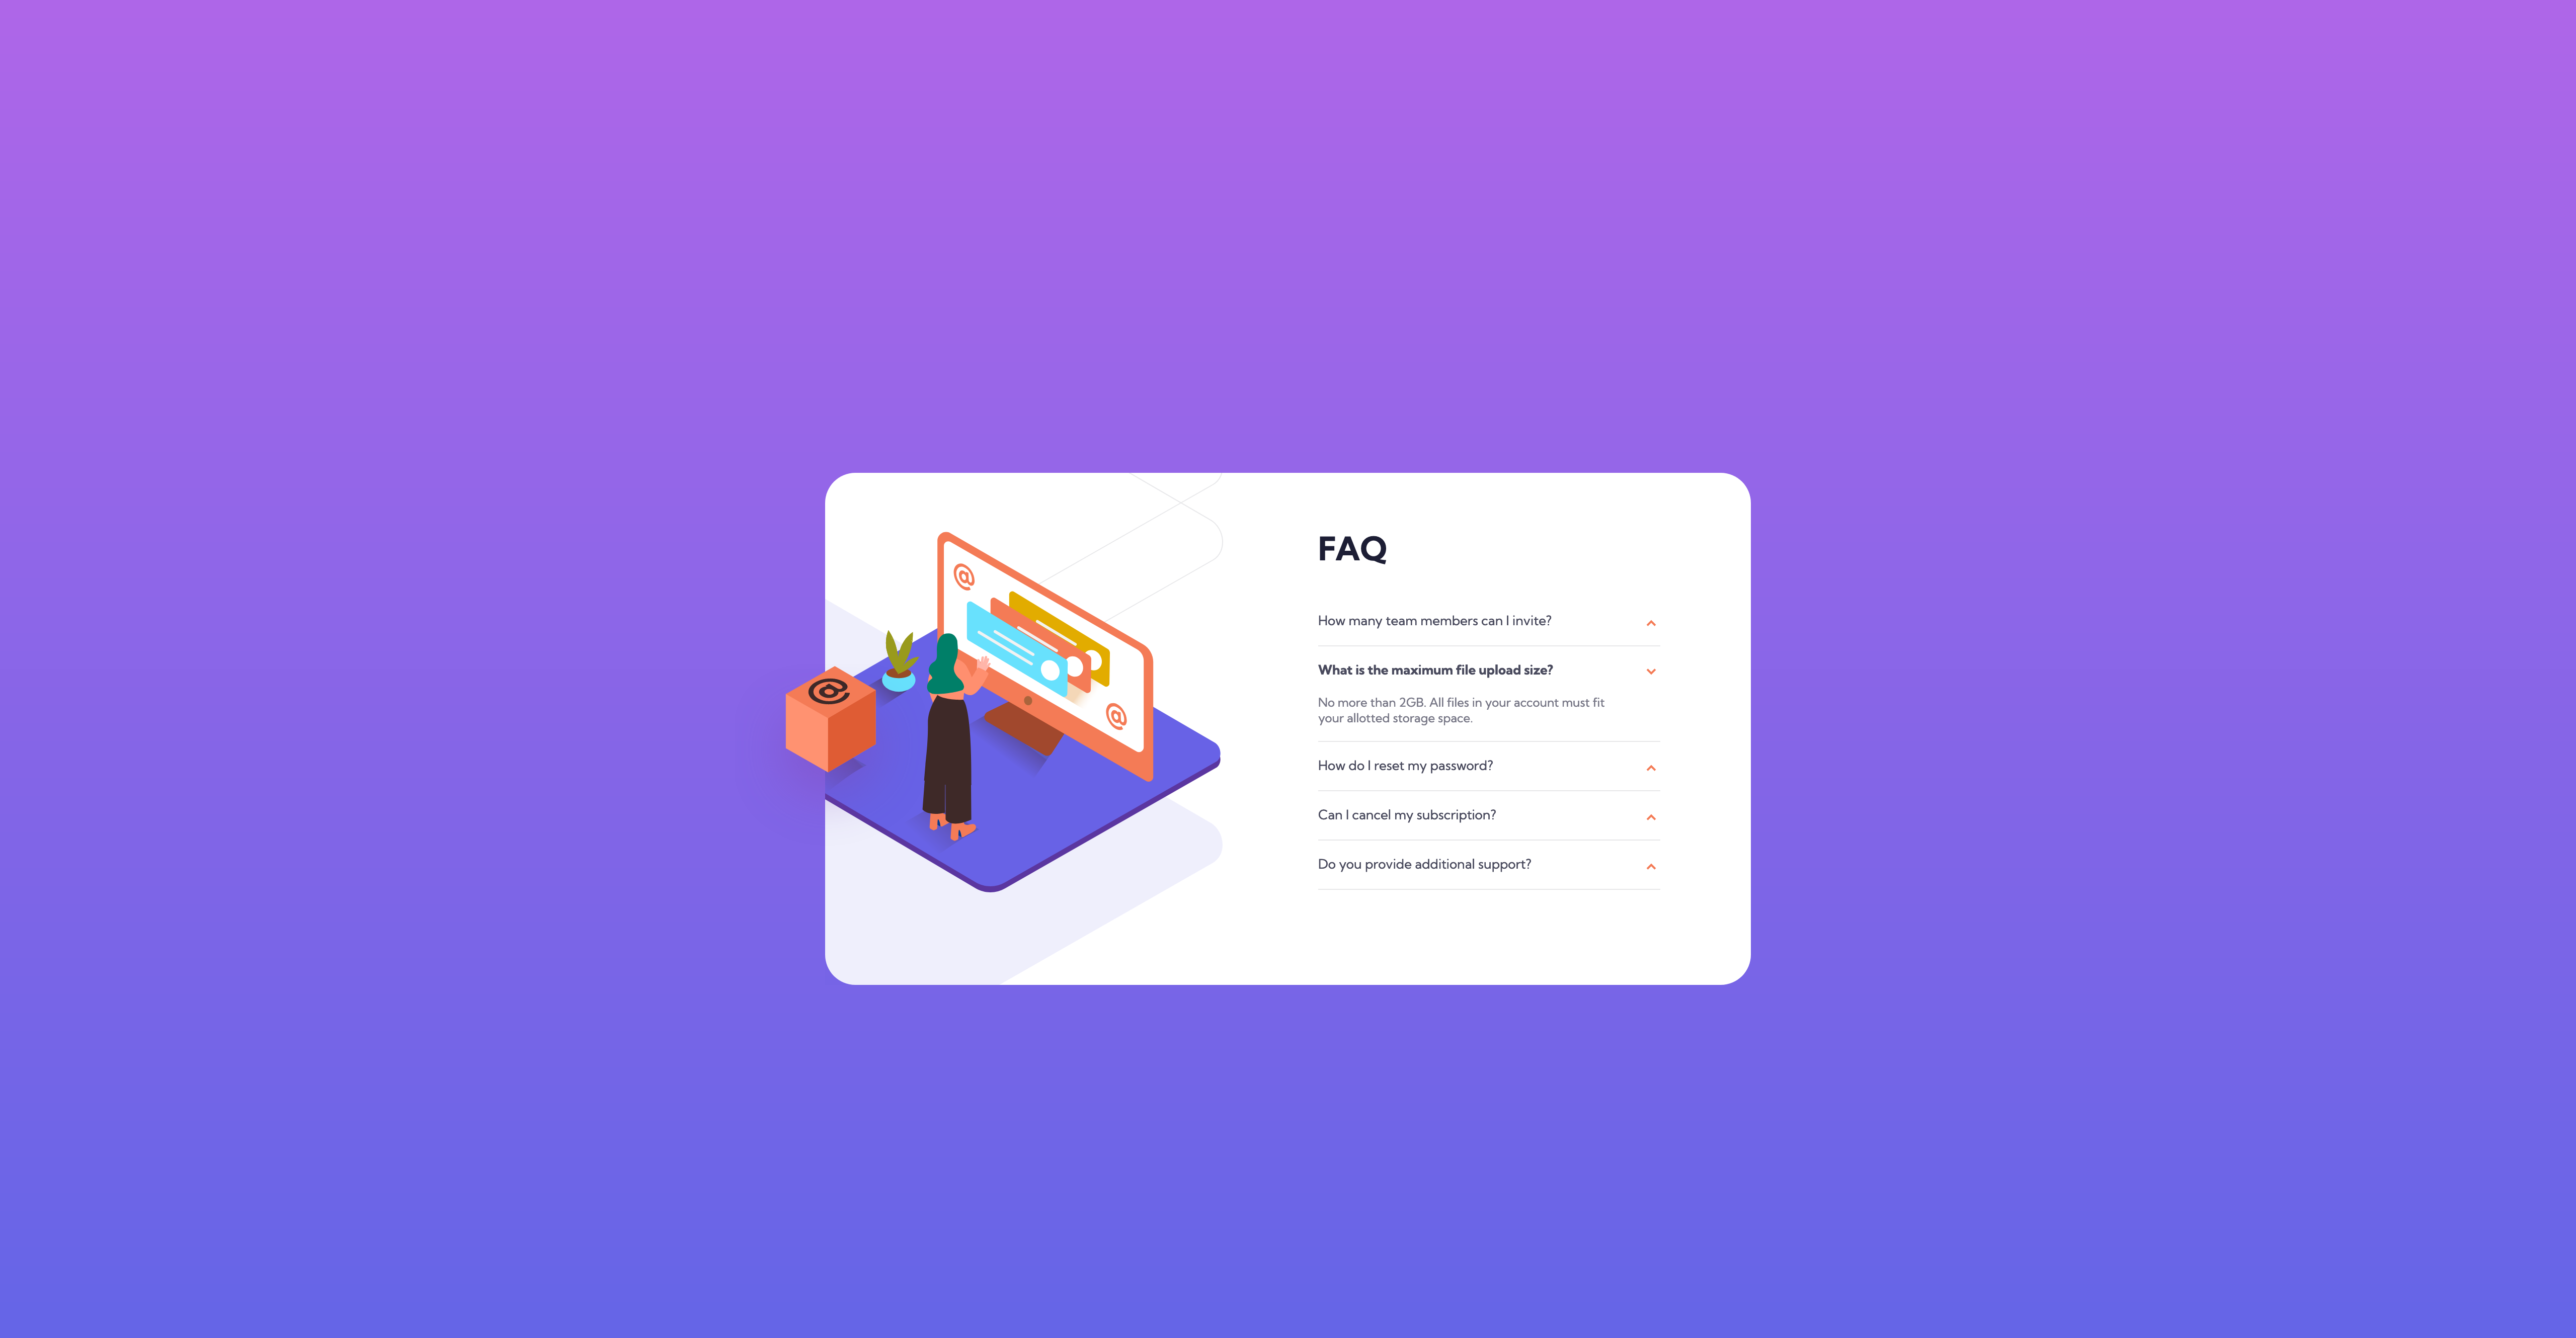 FAQ
How many team members can I invite?
What is the maximum file upload size?
No more than 2GB. All files in your account must fit
your allotted storage space.
How do I reset my password?
Can I cancel my subscription?
Do you provide additional support?
@
@
@